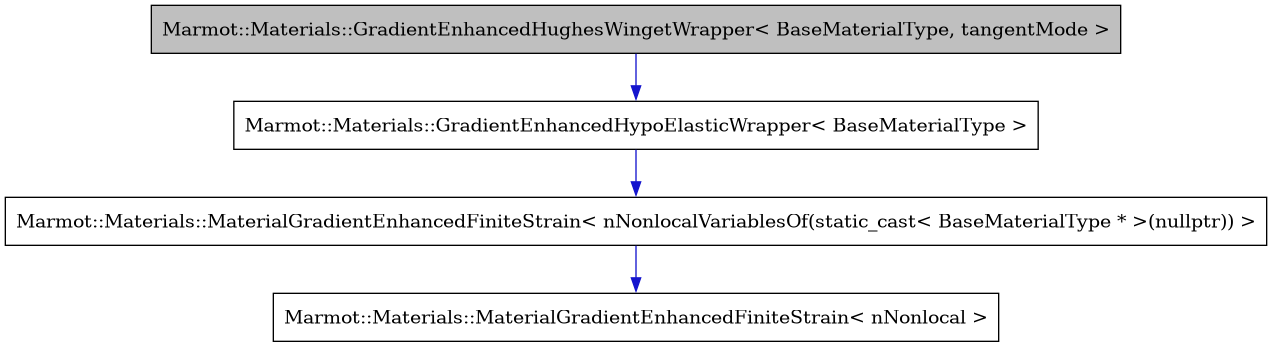 Marmot::Materials::GradientEnhancedHughesWingetWrapper< BaseMaterialType, tangentMode >
Marmot::Materials::GradientEnhancedHypoElasticWrapper< BaseMaterialType >
Marmot::Materials::MaterialGradientEnhancedFiniteStrain< nNonlocalVariablesOf(static_cast< BaseMaterialType * >(nullptr)) >
Marmot::Materials::MaterialGradientEnhancedFiniteStrain< nNonlocal >